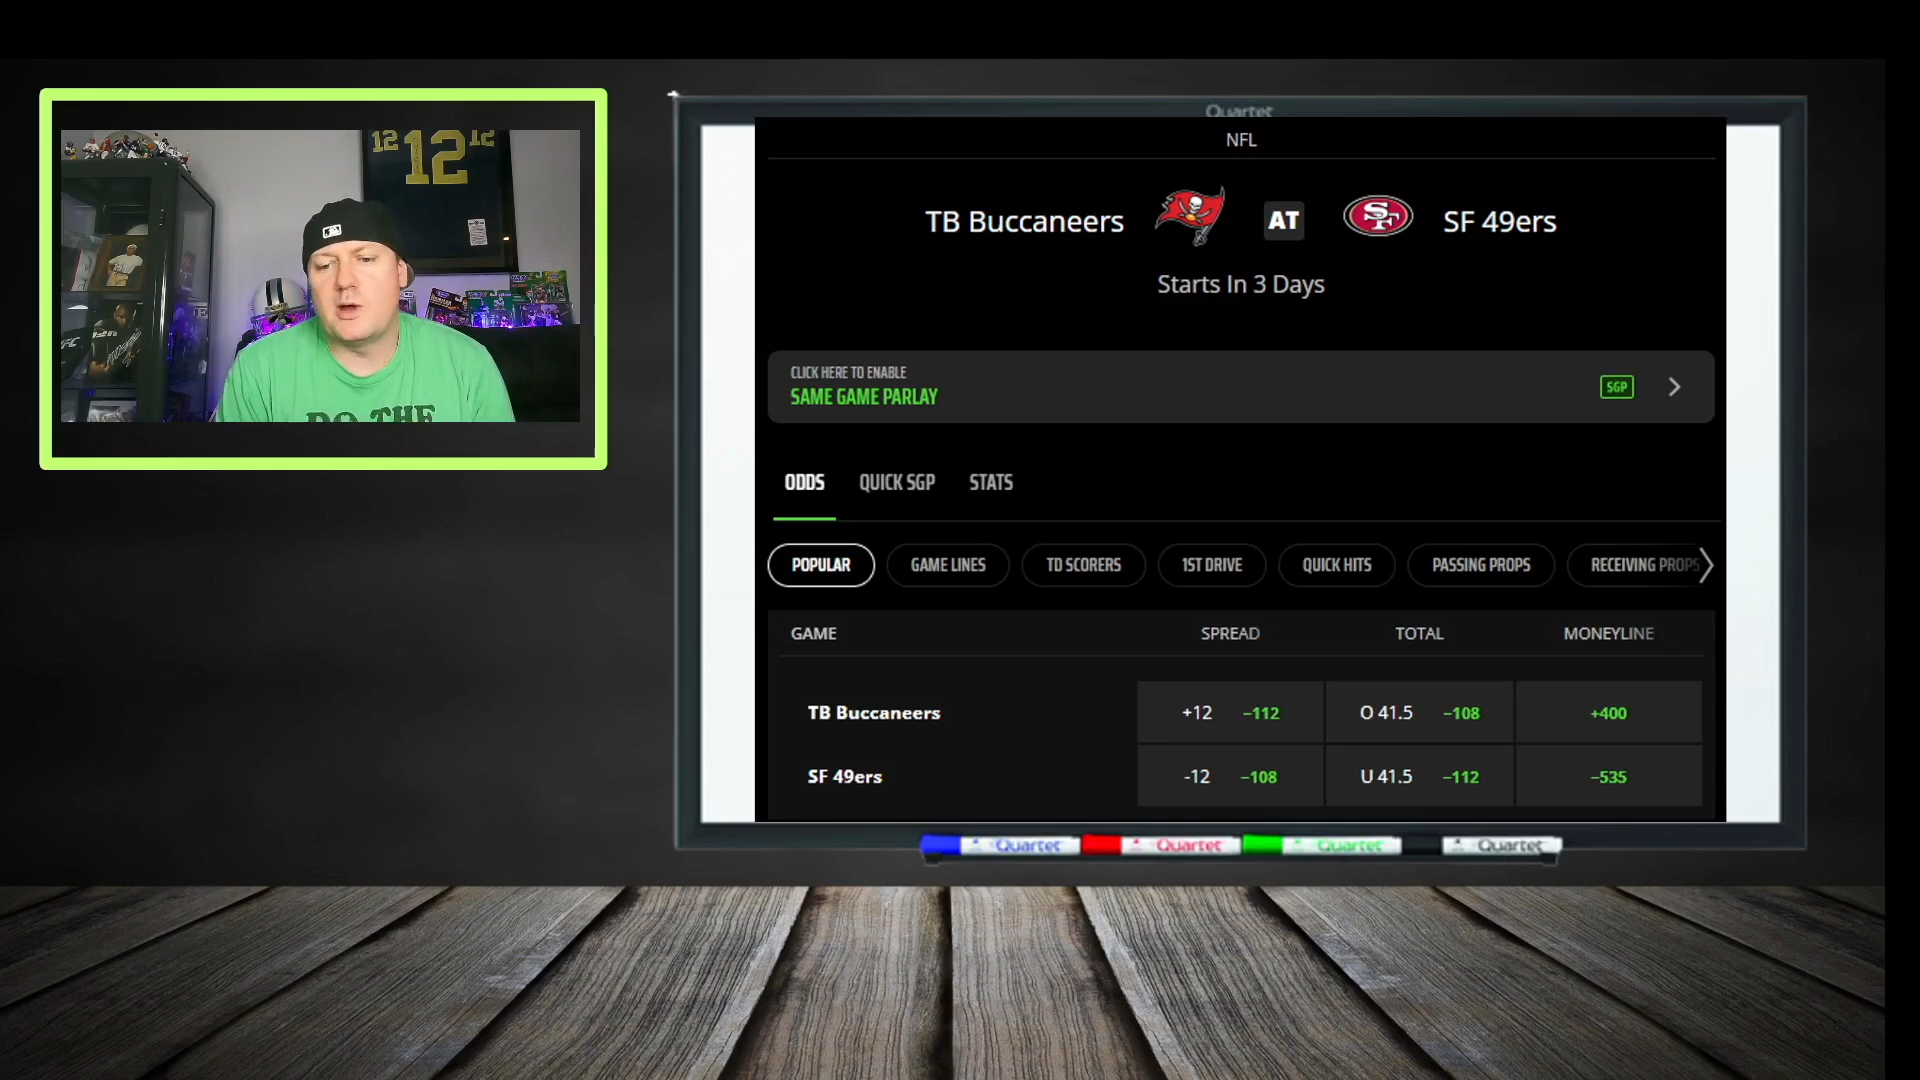 12 12 12
DO THE
Quartet
NFL
TB Buccaneers AT SF 49ers
Starts In 3 Days
CLICK HERE TO ENABLE
SAME GAME PARLAY
SGP
ODDS QUICK SGP STATS
POPULAR GAME LINES TD SCORERS 1ST DRIVE QUICK HITS PASSING PROPS RECEIVING PROPS
GAME SPREAD TOTAL MONEYLINE
TB Buccaneers +12 −112 O 41.5 −108 +400
SF 49ers -12 −108 U 41.5 −112 −535
Quartet Quartet Quartet Quartet